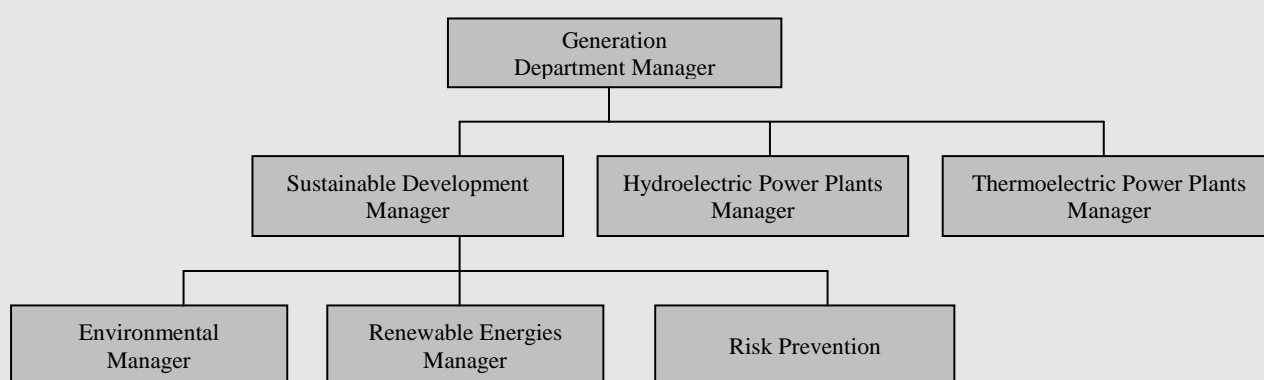 Generation
Department Manager
Sustainable Development
Manager
Hydroelectric Power Plants
Manager
Thermoelectric Power Plants
Manager
Environmental
Manager
Renewable Energies
Manager
Risk Prevention